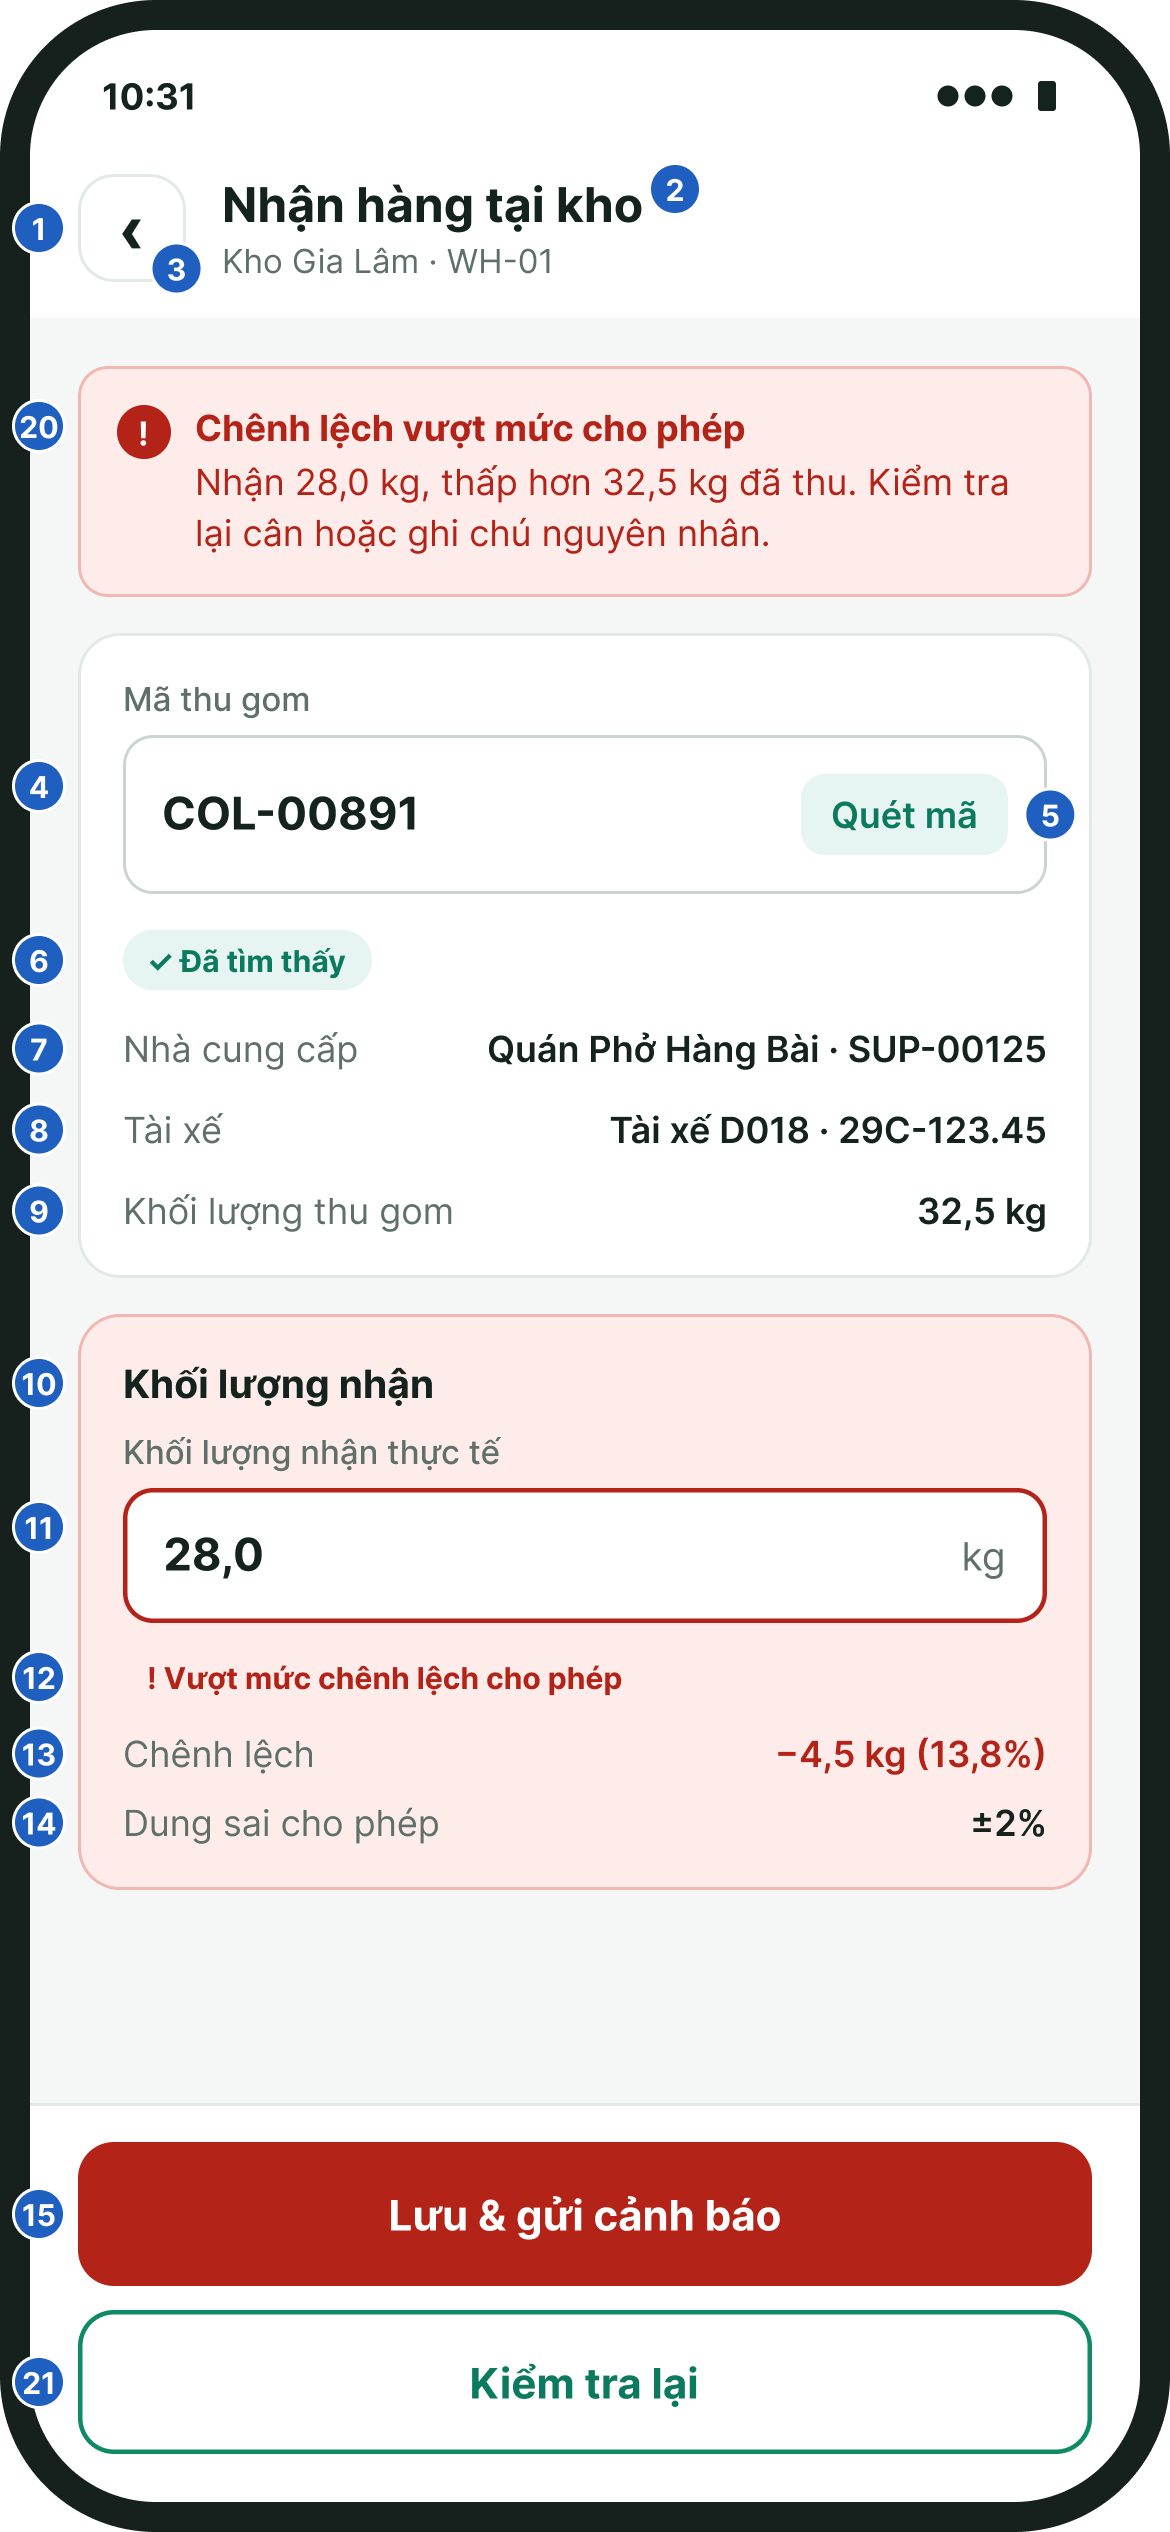 10:31
1
‹
Nhận hàng tại kho
2
3
Kho Gia Lâm · WH-01
20
!
Chênh lệch vượt mức cho phép
Nhận 28,0 kg, thấp hơn 32,5 kg đã thu. Kiểm tra
lại cân hoặc ghi chú nguyên nhân.
Mã thu gom
4
COL-00891
Quét mã
5
6
✓ Đã tìm thấy
7
Nhà cung cấp
Quán Phở Hàng Bài · SUP-00125
8
Tài xế
Tài xế D018 · 29C-123.45
9
Khối lượng thu gom
32,5 kg
10
Khối lượng nhận
Khối lượng nhận thực tế
11
28,0
kg
12
! Vượt mức chênh lệch cho phép
13
Chênh lệch
−4,5 kg (13,8%)
14
Dung sai cho phép
±2%
15
Lưu & gửi cảnh báo
21
Kiểm tra lại